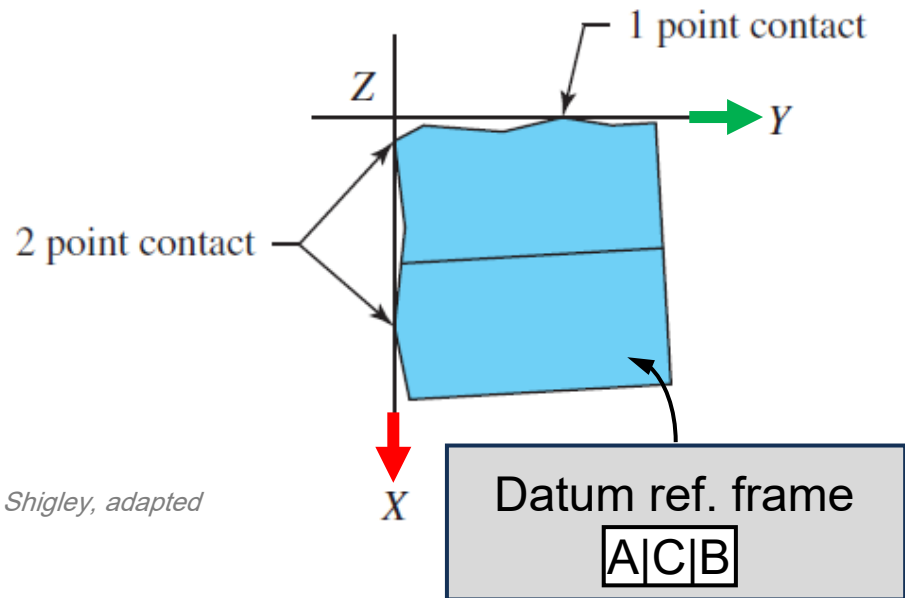 1 point contact
Z
Y
2 point contact
X
Shigley, adapted
Datum ref. frame
A|C|B